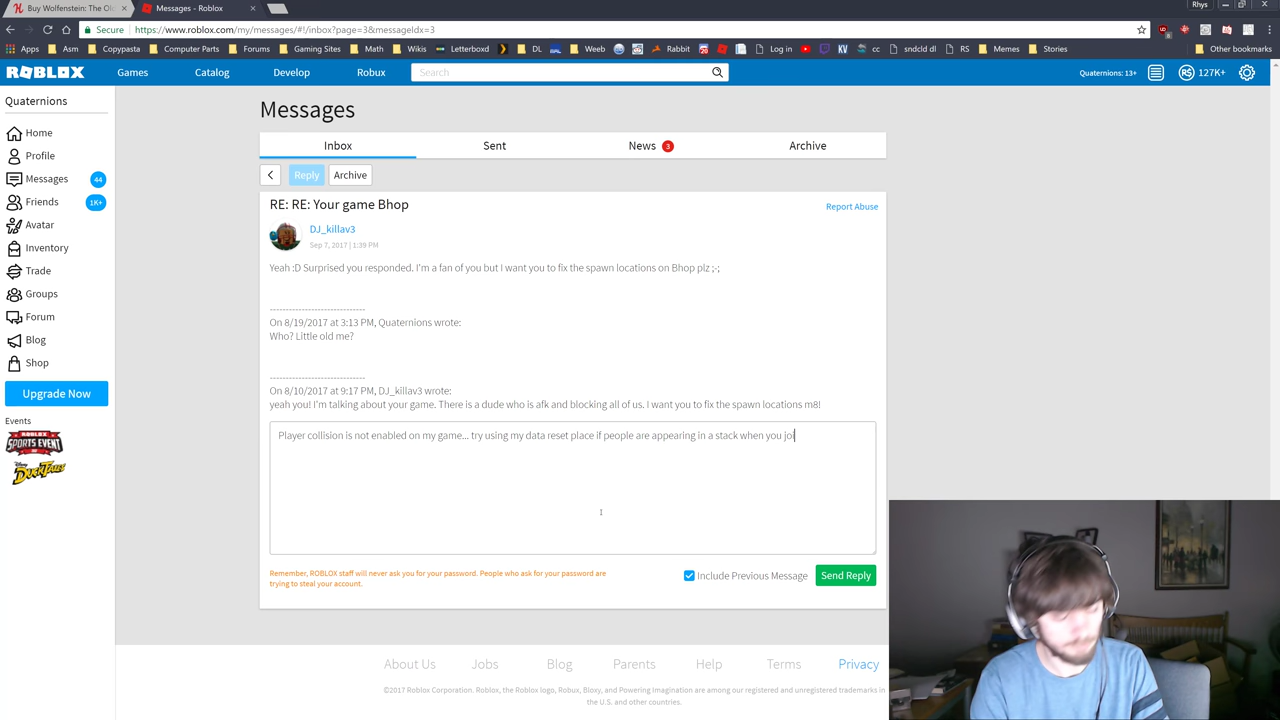 Buy Wolfenstein: The Old
Messages - Roblox
Rhys
Secure
https://www.roblox.com/my/messages/#!/inbox?page=3&messageIdx=3
Apps
Asm
Copypasta
Computer Parts
Forums
Gaming Sites
Math
Wikis
Letterboxd
DL
Weeb
Rabbit
Log in
KV
cc
sndcld dl
RS
Memes
Stories
Other bookmarks
ROBLOX
Games
Catalog
Develop
Robux
Search
Quaternions: 13+
R$
127K+
Quaternions
Home
Profile
Messages
44
Friends
1K+
Avatar
Inventory
Trade
Groups
Forum
Blog
Shop
Upgrade Now
Events
ROBLOX
SPORTS EVENT
DUCKTALES
Messages
Inbox
Sent
News 3
Archive
<
Reply
Archive
RE: RE: Your game Bhop
Report Abuse
DJ_killav3
Sep 7, 2017 | 1:39 PM
Yeah :D Surprised you responded. I'm a fan of you but I want you to fix the spawn locations on Bhop plz ;-;
------------------------------
On 8/19/2017 at 3:13 PM, Quaternions wrote:
Who? Little old me?
------------------------------
On 8/10/2017 at 9:17 PM, DJ_killav3 wrote:
yeah you! I'm talking about your game. There is a dude who is afk and blocking all of us. I want you to fix the spawn locations m8!
Player collision is not enabled on my game... try using my data reset place if people are appearing in a stack when you joi
Remember, ROBLOX staff will never ask you for your password. People who ask for your password are
trying to steal your account.
Include Previous Message
Send Reply
About Us
Jobs
Blog
Parents
Help
Terms
Privacy
©2017 Roblox Corporation. Roblox, the Roblox logo, Robux, Bloxy, and Powering Imagination are among our registered and unregistered trademarks in
the U.S. and other countries.